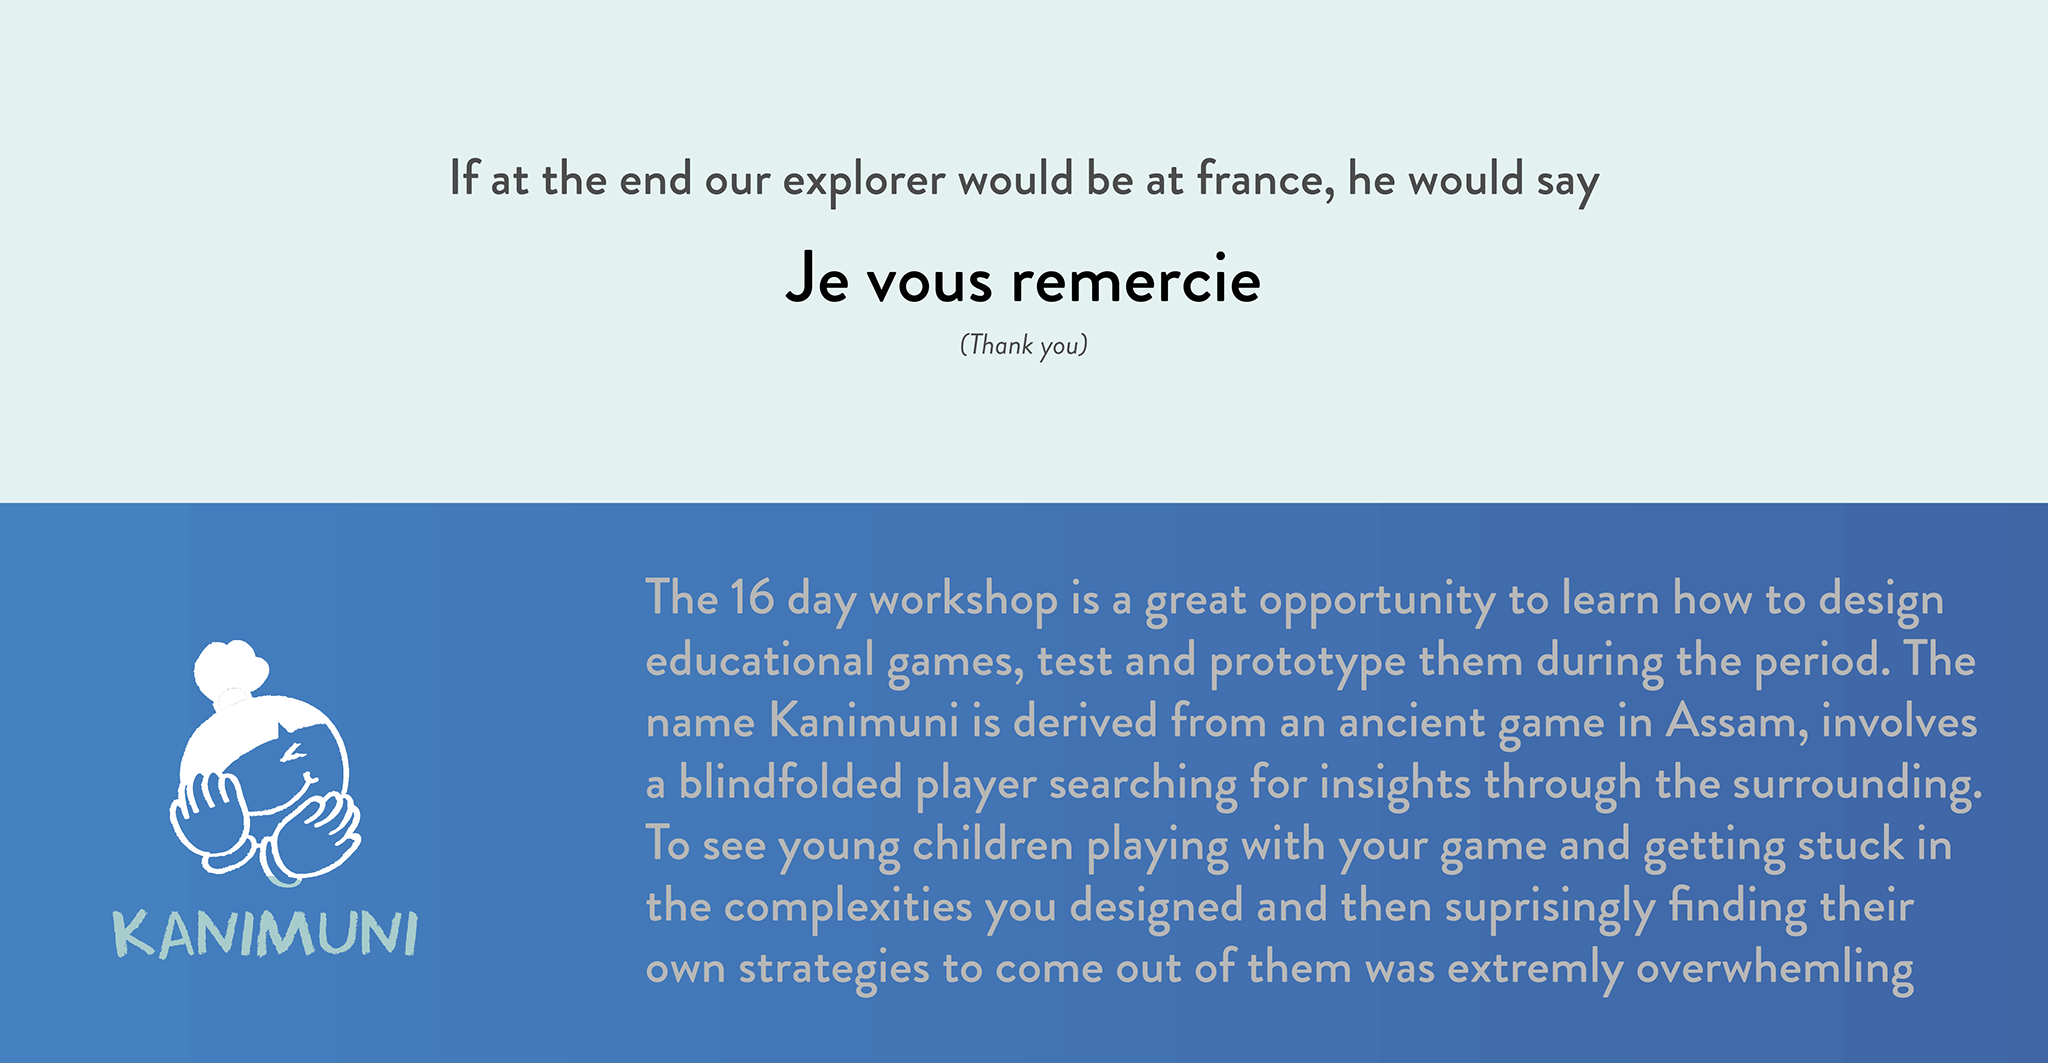 If at the end our explorer would be at france, he would say
Je vous remercie
(Thank you)
The 16 day workshop is a great opportunity to learn how to design
educational games, test and prototype them during the period. The
name Kanimuni is derived from an ancient game in Assam, involves
a blindfolded player searching for insights through the surrounding.
To see young children playing with your game and getting stuck in
the complexities you designed and then suprisingly finding their
own strategies to come out of them was extremly overwhemling
KANIMUNI